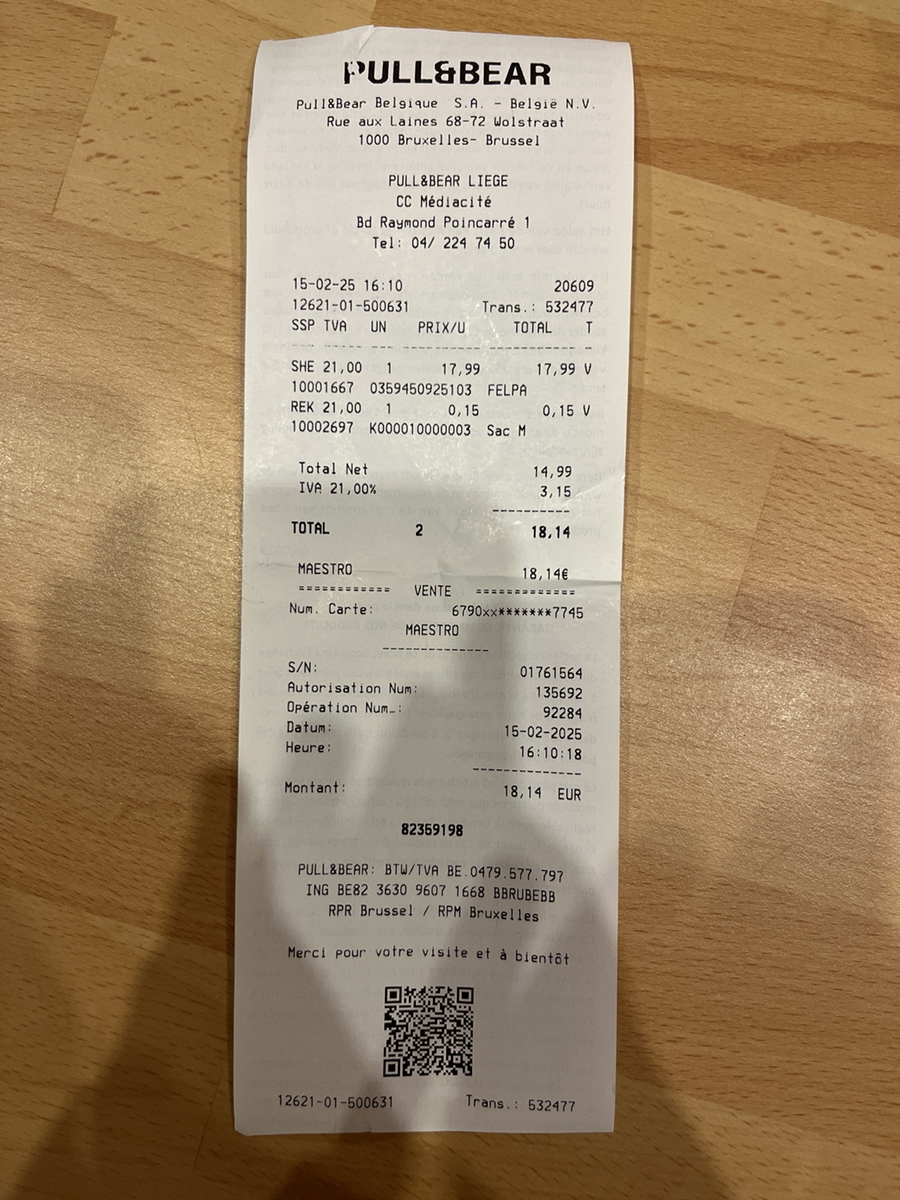 PULL&BEAR
Pull&Bear Belgique S.A. - België N.V.
Rue aux Laines 68-72 Wolstraat
1000 Bruxelles- Brussel
PULL&BEAR LIEGE
CC Médiacité
Bd Raymond Poincarré 1
Tel: 04/ 224 74 50
15-02-25 16:10 20609
12621-01-500631 Trans.: 532477
SSP TVA UN PRIX/U TOTAL T
--- ----- -- --------- ----------- -
SHE 21,00 1 17,99 17,99 V
10001667 0359450925103 FELPA
REK 21,00 1 0,15 0,15 V
10002697 K000010000003 Sac M
Total Net 14,99
IVA 21,00% 3,15
----------
TOTAL 2 18,14
MAESTRO 18,14€
============ VENTE =============
Num. Carte: 6790xx*******7745
MAESTRO
--------------
S/N: 01761564
Autorisation Num: 135692
Opération Num.: 92284
Datum: 15-02-2025
Heure: 16:10:18
--------------
Montant: 18,14 EUR
82359198
PULL&BEAR: BTW/TVA BE.0479.577.797
ING BE82 3630 9607 1668 BBRUBEBB
RPR Brussel / RPM Bruxelles
Merci pour votre visite et à bientôt
12621-01-500631 Trans.: 532477